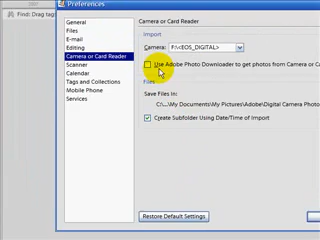 Preferences
Find: Drag tag
General
Files
E-mail
Editing
Camera or Card Reader
Scanner
Calendar
Tags and Collections
Mobile Phone
Services
Camera or Card Reader
Import
Camera: F:\<EOS_DIGITAL>
Use Adobe Photo Downloader to get photos from Camera or C
Files
Save Files in:
C:\...\My Documents\My Pictures\Adobe\Digital Camera Photo
Create Subfolder Using Date/Time of Import
Restore Default Settings